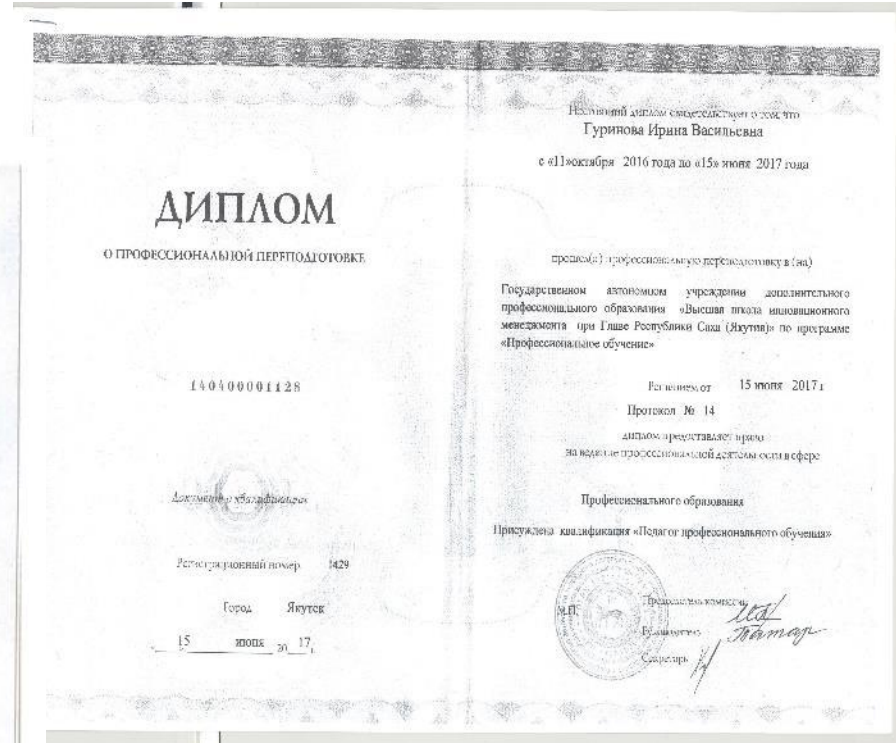 ДИПЛОМ
О ПРОФЕССИОНАЛЬНОЙ ПЕРЕПОДГОТОВКЕ
140400001128
Документ о квалификации
Регистрационный номер 1429
Город Якутск
15 июня 20 17 г.
Настоящий диплом свидетельствует о том, что
Гуринова Ирина Васильевна
с «11»октября 2016 года до «15» июня 2017 года
прошел(а) профессиональную переподготовку в (на)
Государственном автономном учреждении дополнительного
профессионального образования «Высшая школа инновационного
менеджмента при Главе Республики Саха (Якутия)» по программе
«Профессиональное обучение»
Решением от 15 июня 2017 г
Протокол № 14
диплом предоставляет право
на ведение профессиональной деятельности в сфере
Профессионального образования
Присуждена квалификация «Педагог профессионального обучения»
М.П.
Председатель комиссии
Руководитель
Секретарь